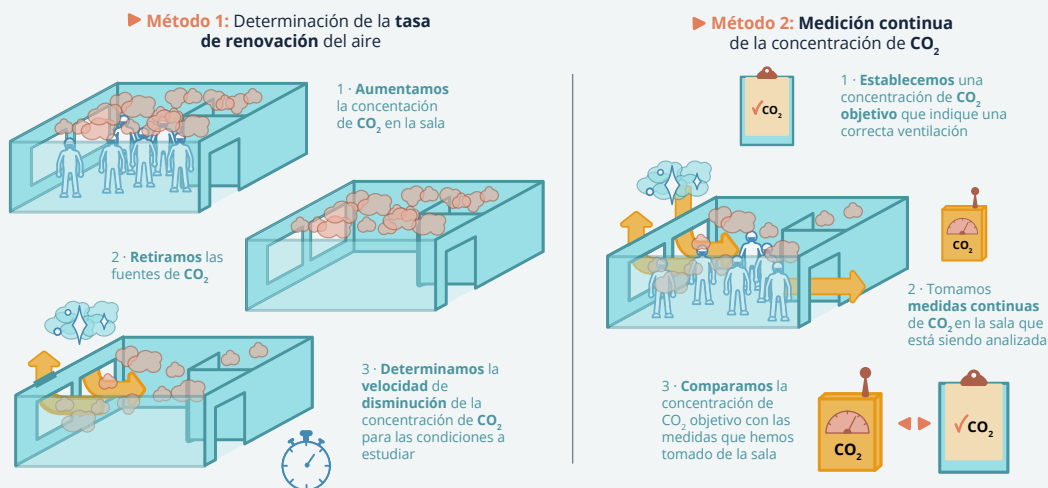 Método 1: Determinación de la tasa
de renovación del aire
1 · Aumentamos
la concentación
de CO₂ en la sala
2 · Retiramos las
fuentes de CO₂
3 · Determinamos la
velocidad de
disminución de la
concentración de CO₂
para las condiciones a
estudiar
Método 2: Medición continua
de la concentración de CO₂
CO₂
1 · Establecemos una
concentración de CO₂
objetivo que indique una
correcta ventilación
CO₂
2 · Tomamos
medidas continuas
de CO₂ en la sala que
está siendo analizada
3 · Comparamos la
concentración de
CO₂ objetivo con las
medidas que hemos
tomado de la sala
CO₂
CO₂